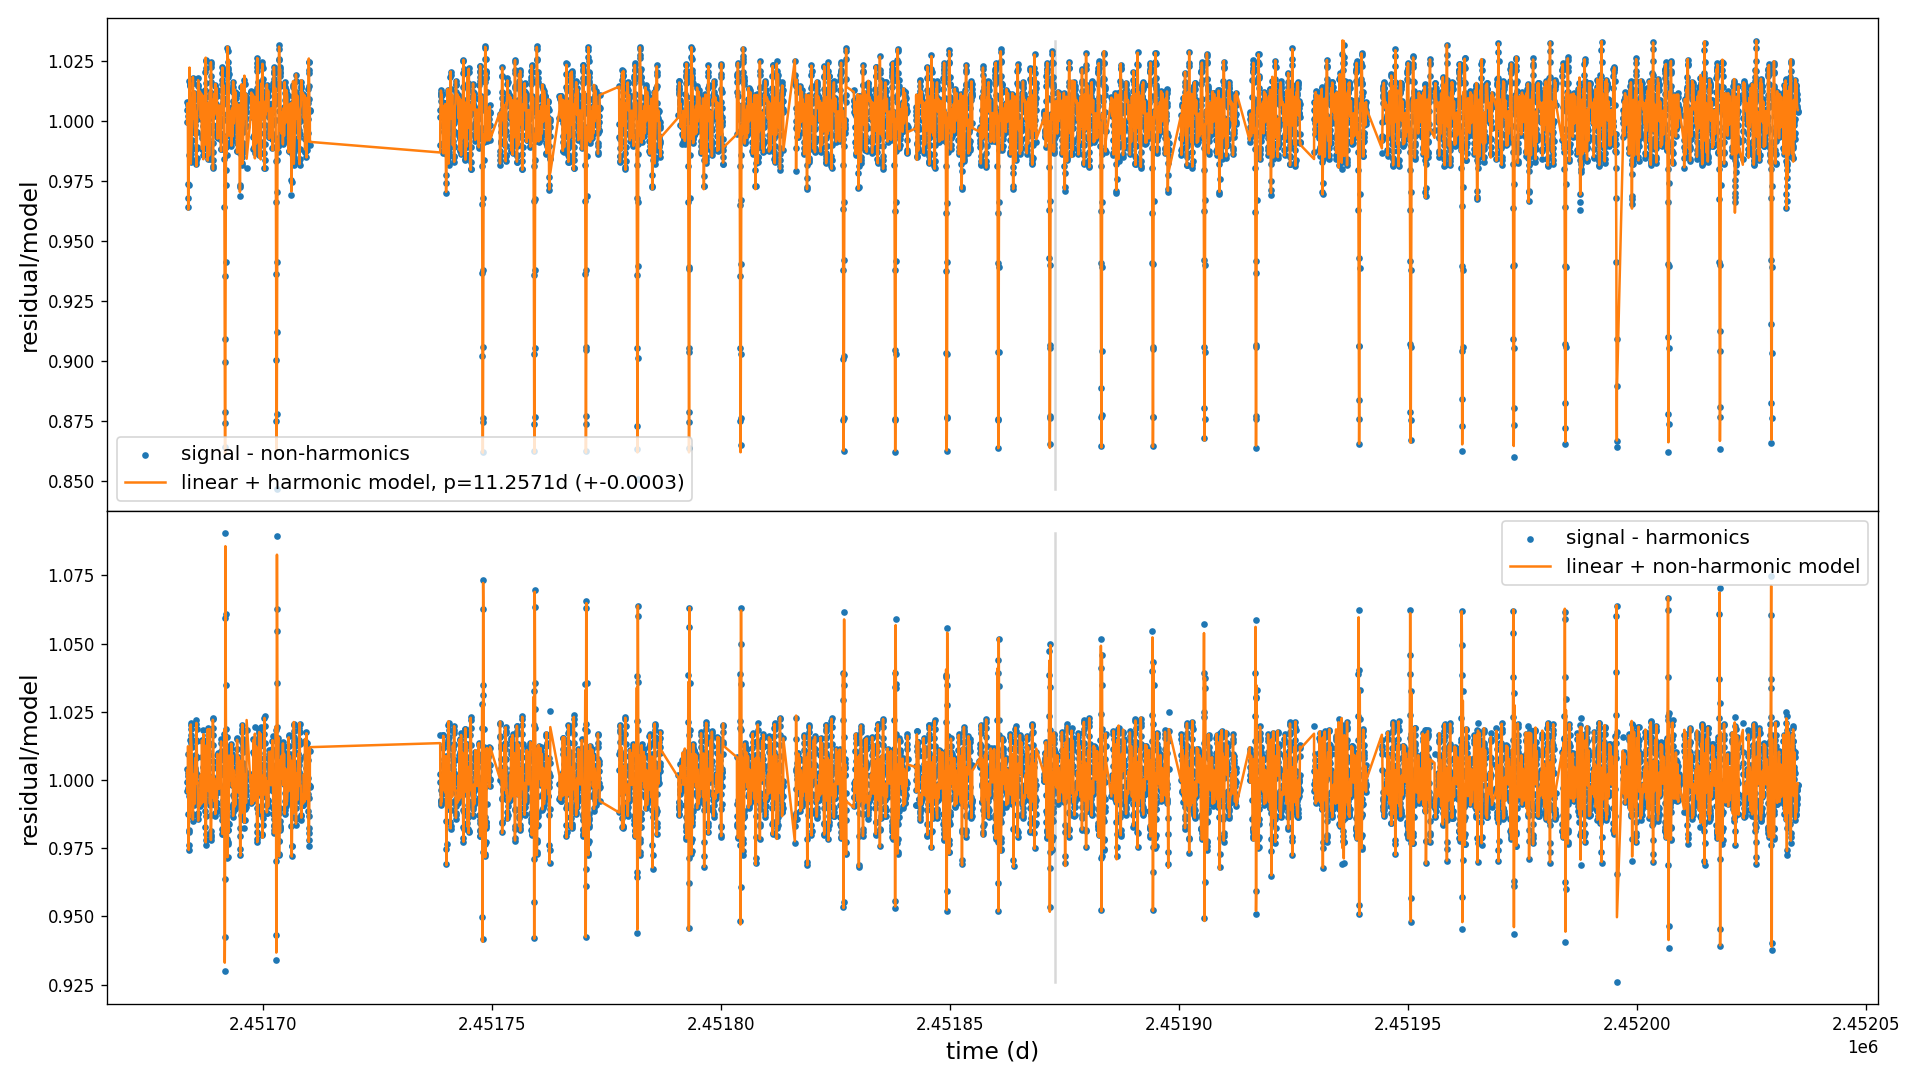 residual/model
1.025
1.000
0.975
0.950
0.925
0.900
0.875
0.850
signal - non-harmonics
linear + harmonic model, p=11.2571d (+-0.0003)
residual/model
1.075
1.050
1.025
1.000
0.975
0.950
0.925
signal - harmonics
linear + non-harmonic model
2.45170 2.45175 2.45180 2.45185 2.45190 2.45195 2.45200 2.45205
time (d)
1e6